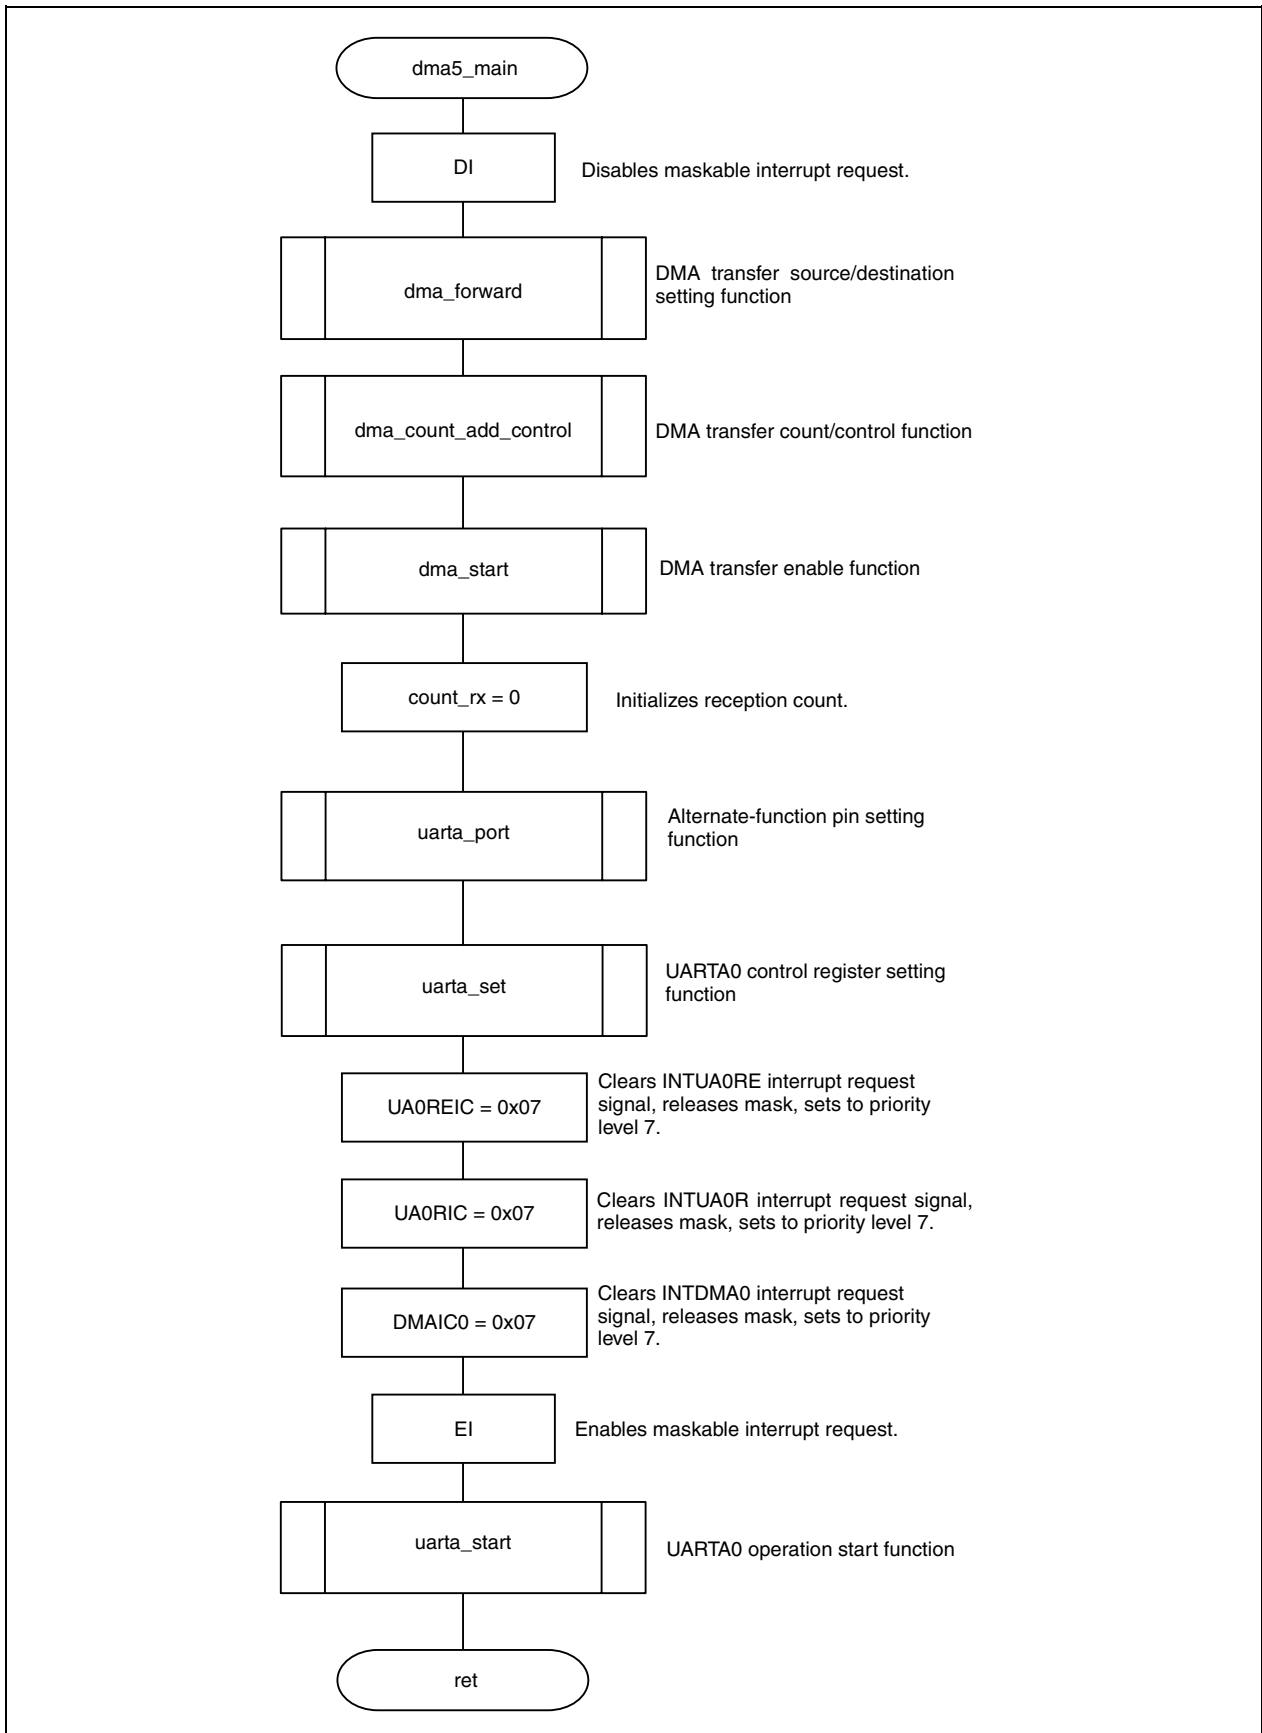 dma5_main
DI
Disables maskable interrupt request.
dma_forward
DMA transfer source/destination
setting function
dma_count_add_control
DMA transfer count/control function
dma_start
DMA transfer enable function
count_rx = 0
Initializes reception count.
uarta_port
Alternate-function pin setting
function
uarta_set
UARTA0 control register setting
function
UA0REIC = 0x07
Clears INTUA0RE interrupt request
signal, releases mask, sets to priority
level 7.
UA0RIC = 0x07
Clears INTUA0R interrupt request signal,
releases mask, sets to priority level 7.
DMAIC0 = 0x07
Clears INTDMA0 interrupt request
signal, releases mask, sets to priority
level 7.
EI
Enables maskable interrupt request.
uarta_start
UARTA0 operation start function
ret